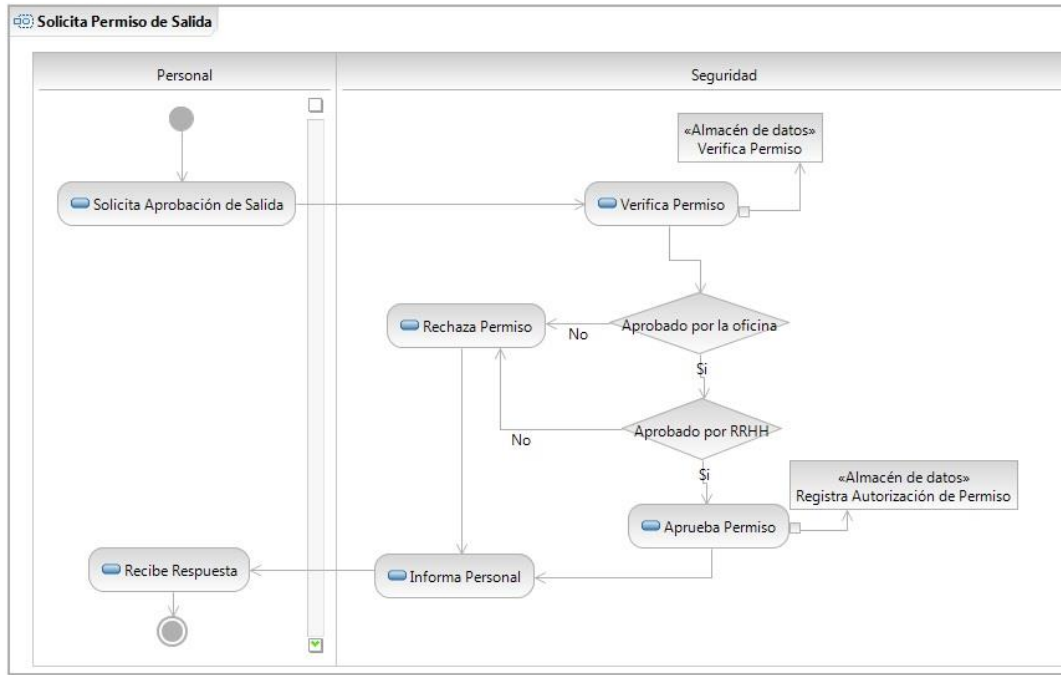 Solicita Permiso de Salida
Personal
Seguridad
«Almacén de datos»
Verifica Permiso
Solicita Aprobación de Salida
Verifica Permiso
Rechaza Permiso
No
Aprobado por la oficina
Si
No
Aprobado por RRHH
Si
«Almacén de datos»
Registra Autorización de Permiso
Aprueba Permiso
Recibe Respuesta
Informa Personal